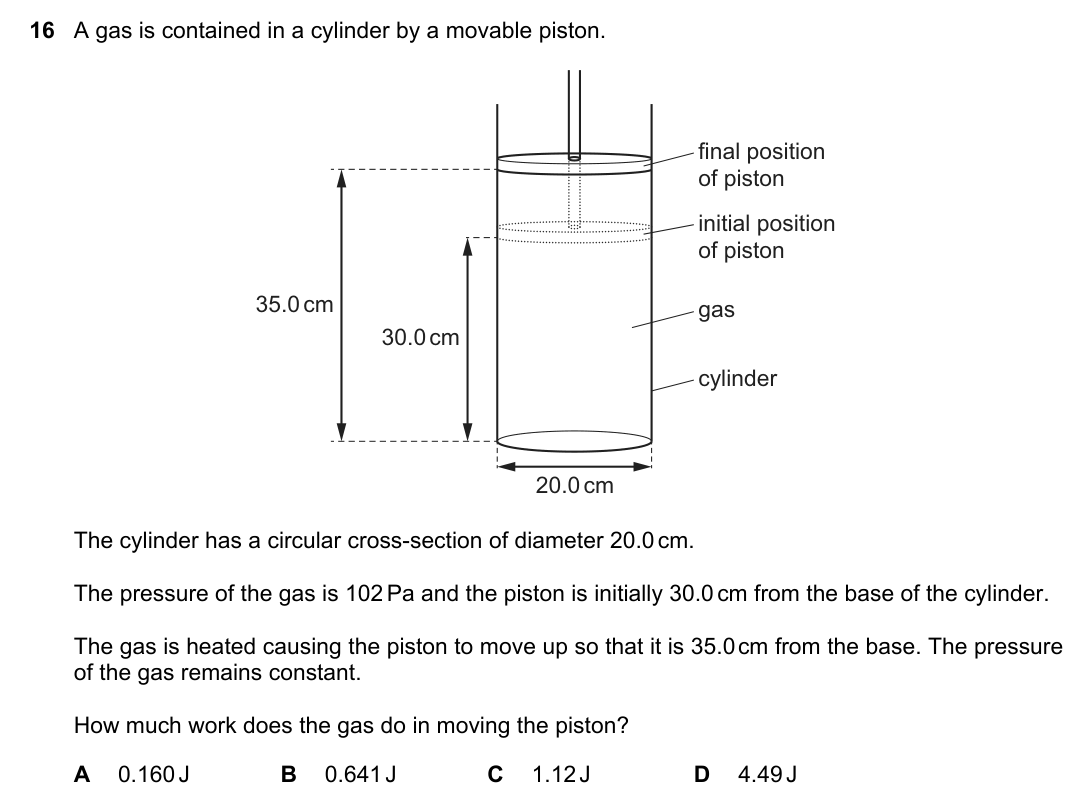 16 A gas is contained in a cylinder by a movable piston.
final position
of piston
initial position
of piston
35.0 cm
gas
30.0 cm
cylinder
20.0 cm
The cylinder has a circular cross-section of diameter 20.0 cm.
The pressure of the gas is 102 Pa and the piston is initially 30.0 cm from the base of the cylinder.
The gas is heated causing the piston to move up so that it is 35.0 cm from the base. The pressure
of the gas remains constant.
How much work does the gas do in moving the piston?
A 0.160 J B 0.641 J C 1.12 J D 4.49 J